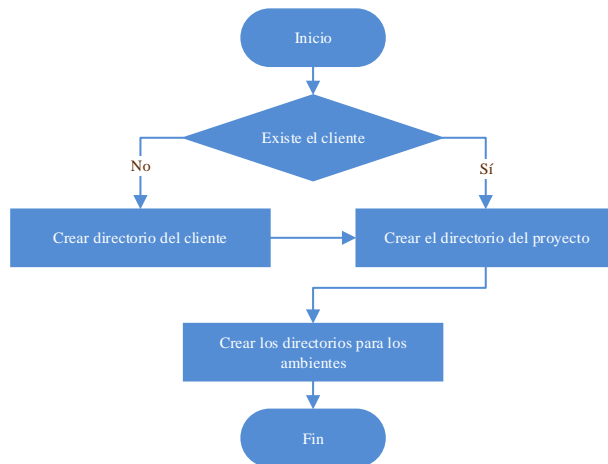 Inicio
Existe el cliente
No
Sí
Crear directorio del cliente
Crear el directorio del proyecto
Crear los directorios para los
ambientes
Fin